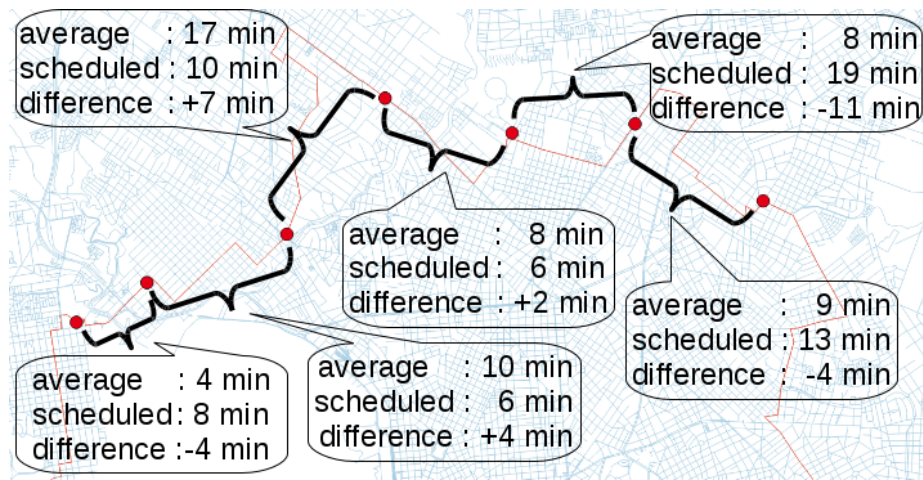 average : 17 min
scheduled : 10 min
difference : +7 min
average : 8 min
scheduled : 19 min
difference : -11 min
average : 8 min
scheduled : 6 min
difference : +2 min
average : 9 min
scheduled : 13 min
difference : -4 min
average : 4 min
scheduled: 8 min
difference :-4 min
average : 10 min
scheduled : 6 min
difference : +4 min